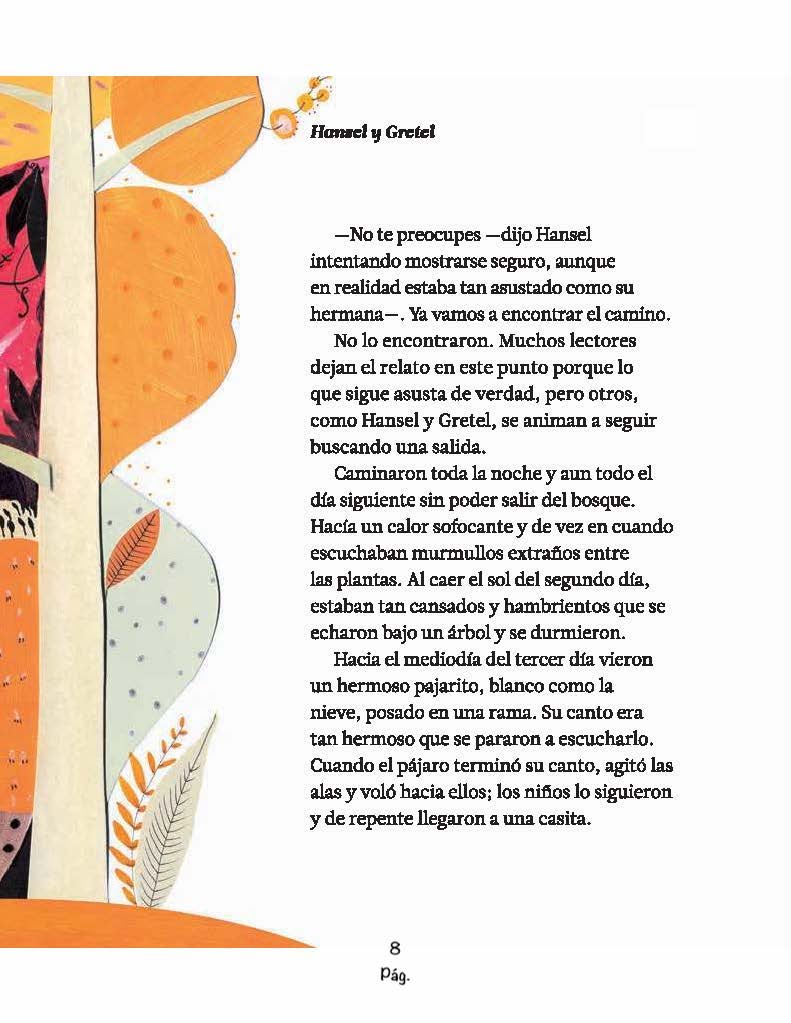 Hansel y Gretel
—No te preocupes —dijo Hansel
intentando mostrarse seguro, aunque
en realidad estaba tan asustado como su
hermana—. Ya vamos a encontrar el camino.
No lo encontraron. Muchos lectores
dejan el relato en este punto porque lo
que sigue asusta de verdad, pero otros,
como Hansel y Gretel, se animan a seguir
buscando una salida.
Caminaron toda la noche y aun todo el
día siguiente sin poder salir del bosque.
Hacía un calor sofocante y de vez en cuando
escuchaban murmullos extraños entre
las plantas. Al caer el sol del segundo día,
estaban tan cansados y hambrientos que se
echaron bajo un árbol y se durmieron.
Hacia el mediodía del tercer día vieron
un hermoso pajarito, blanco como la
nieve, posado en una rama. Su canto era
tan hermoso que se pararon a escucharlo.
Cuando el pájaro terminó su canto, agitó las
alas y voló hacia ellos; los niños lo siguieron
y de repente llegaron a una casita.
8
Pág.